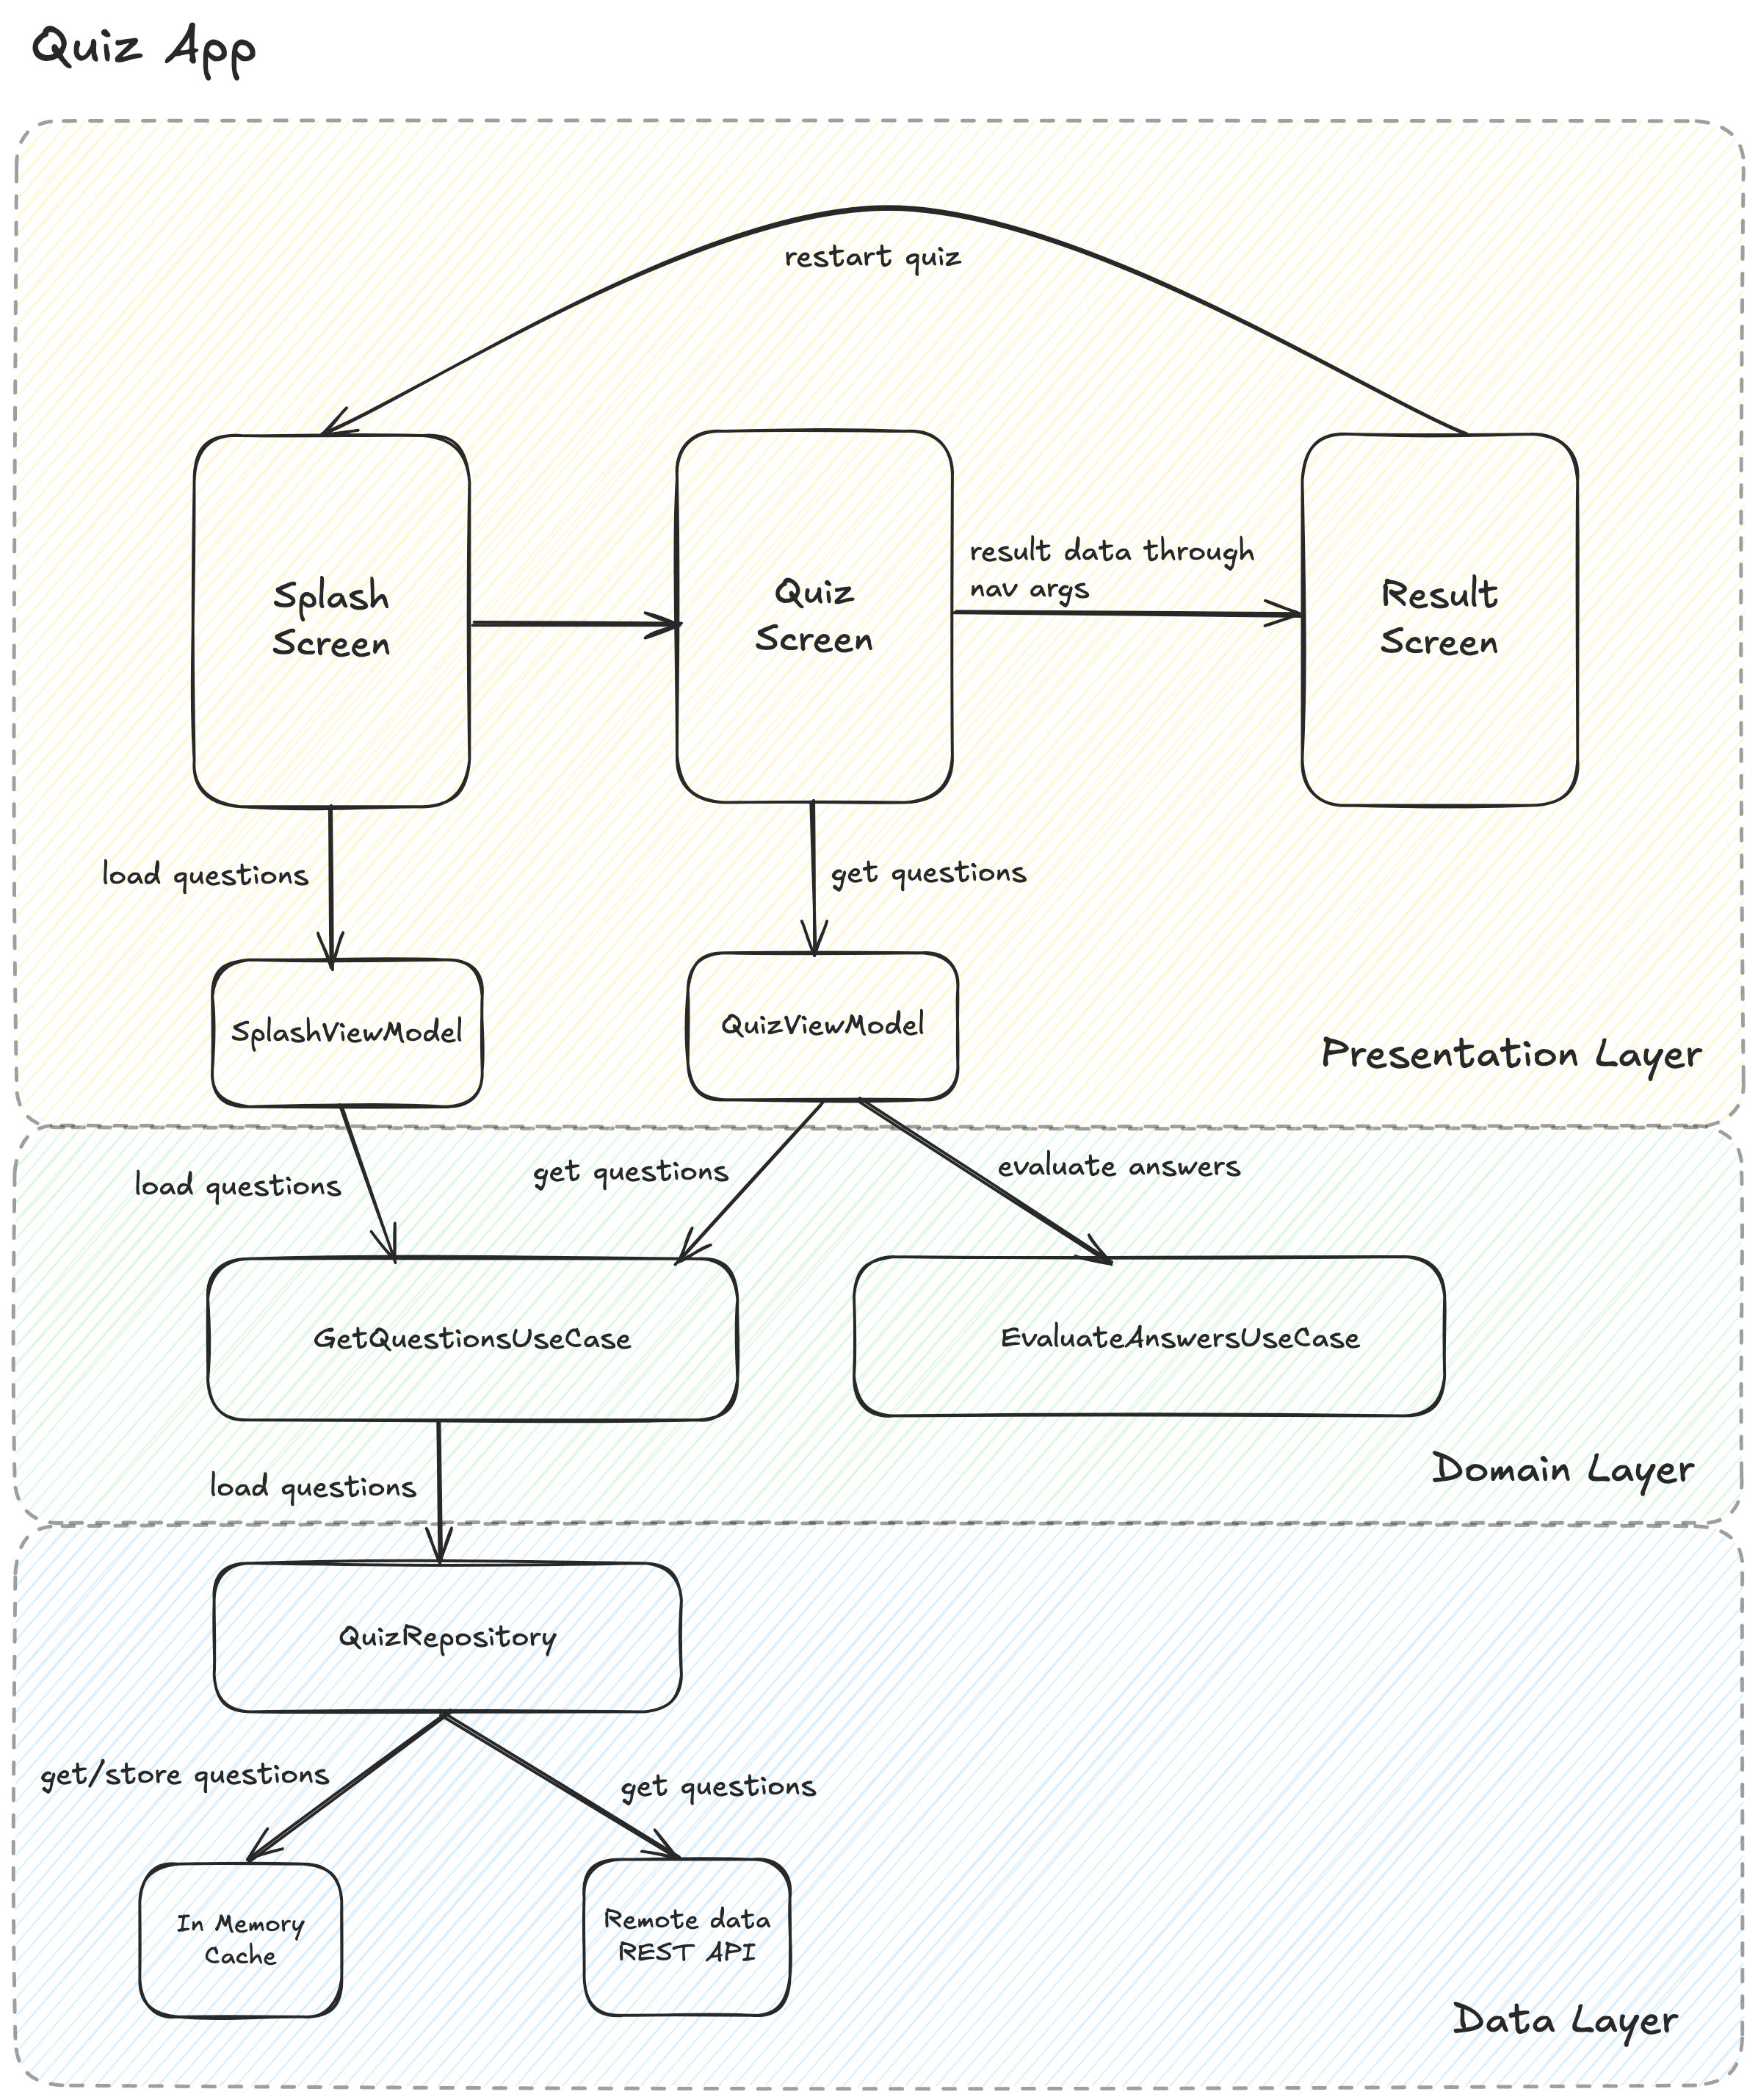 Quiz App
restart quiz
Splash
Screen
Quiz
Screen
result data through
nav args
Result
Screen
load questions
get questions
SplashViewModel
QuizViewModel
Presentation Layer
load questions
get questions
evaluate answers
GetQuestionsUseCase
EvaluateAnswersUseCase
Domain Layer
load questions
QuizRepository
get/store questions
get questions
In Memory
Cache
Remote data
REST API
Data Layer